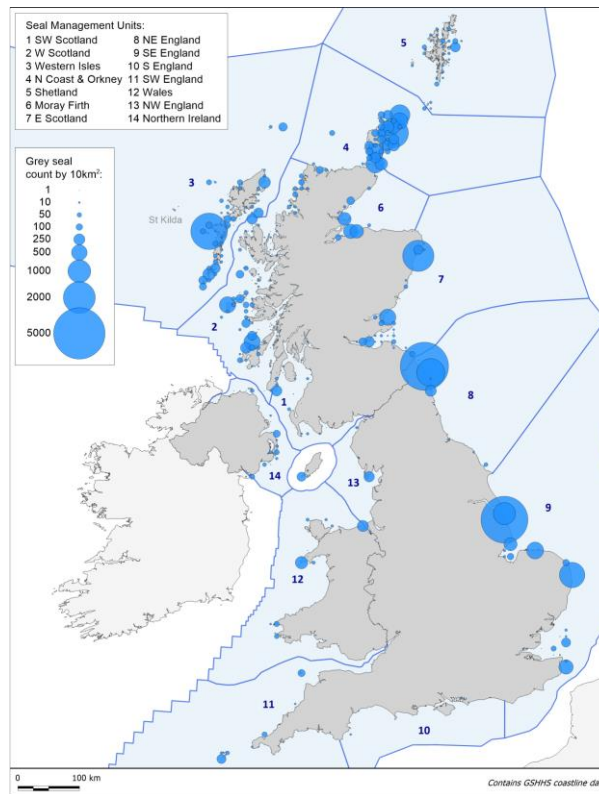 Seal Management Units:
1 SW Scotland 8 NE England
2 W Scotland 9 SE England
3 Western Isles 10 S England
4 N Coast & Orkney 11 SW England
5 Shetland 12 Wales
6 Moray Firth 13 NW England
7 E Scotland 14 Northern Ireland
5
4
Grey seal
count by 10km²:
1
10
50
100
250
500
1000
2000
5000
3
St Kilda
6
7
2
1
8
14
13
9
12
11
10
0 100 km
Contains GSHHS coastline da